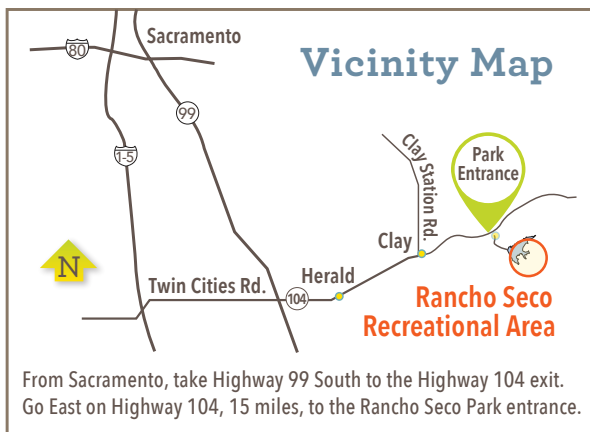 Vicinity Map
Sacramento
80
99
1-5
Clay Station Rd.
Park
Entrance
Clay
N
Twin Cities Rd.
104
Herald
Rancho Seco
Recreational Area
From Sacramento, take Highway 99 South to the Highway 104 exit.
Go East on Highway 104, 15 miles, to the Rancho Seco Park entrance.